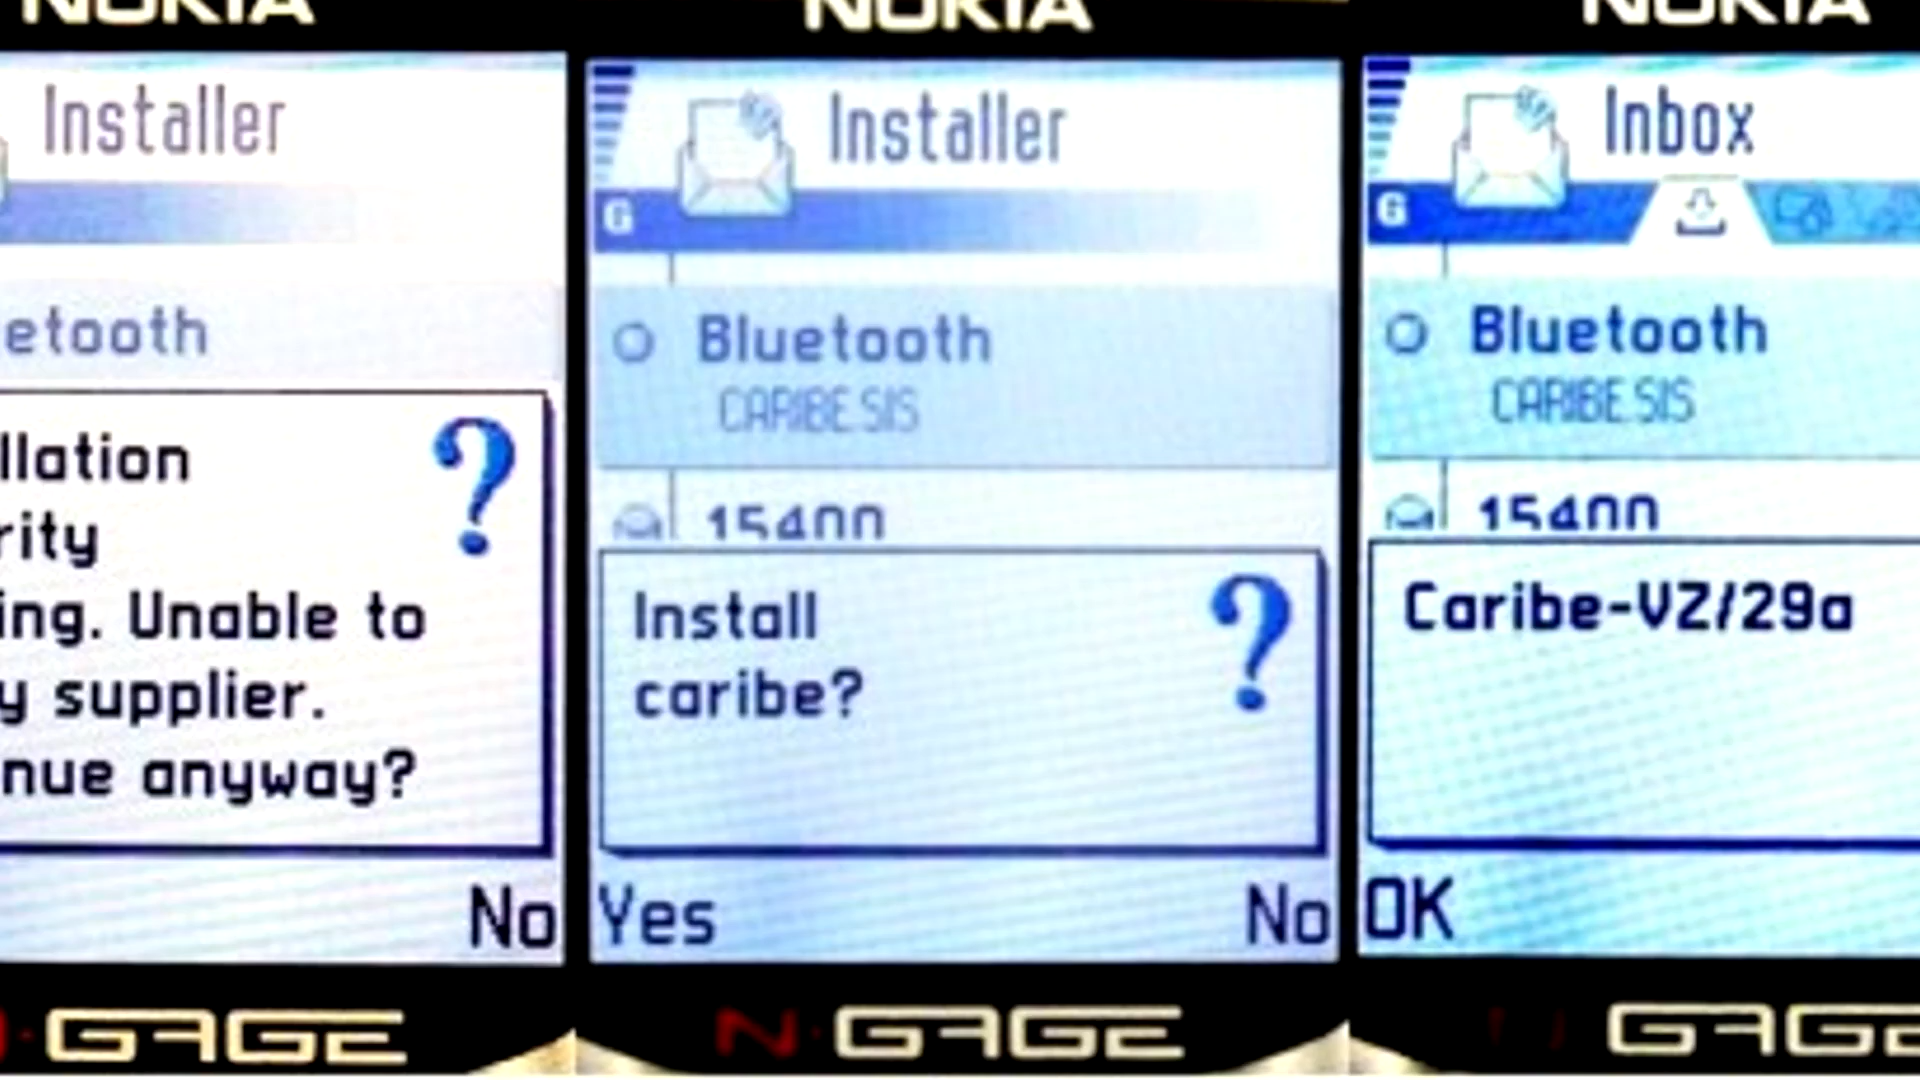 NOKIA
Installer
etooth
llation
rity
ing. Unable to
y supplier.
nue anyway?
No
GAGE
NOKIA
Installer
G
Bluetooth
CARIBE.SIS
15400
Install
caribe?
Yes No
N·GAGE
NOKIA
Inbox
G
Bluetooth
CARIBE.SIS
15400
Caribe-VZ/29a
OK
GAGE